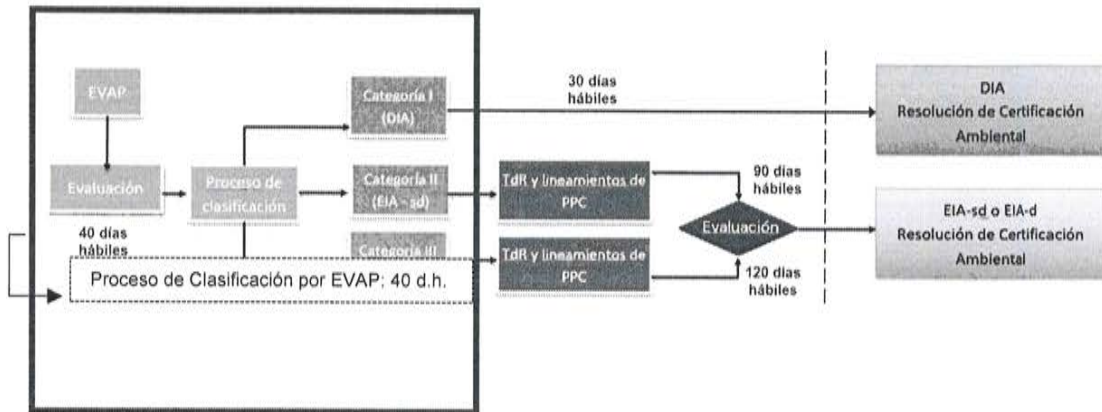 EVAP
Evaluación
40 días
hábiles
Proceso de
clasificación
Categoría I
(DIA)
Categoría II
(EIA - sd)
Categoría III
Proceso de Clasificación por EVAP: 40 d.h.
30 días
hábiles
TdR y lineamientos de
PPC
TdR y lineamientos de
PPC
90 días
hábiles
Evaluación
120 días
hábiles
DIA
Resolución de Certificación
Ambiental
EIA-sd o EIA-d
Resolución de Certificación
Ambiental